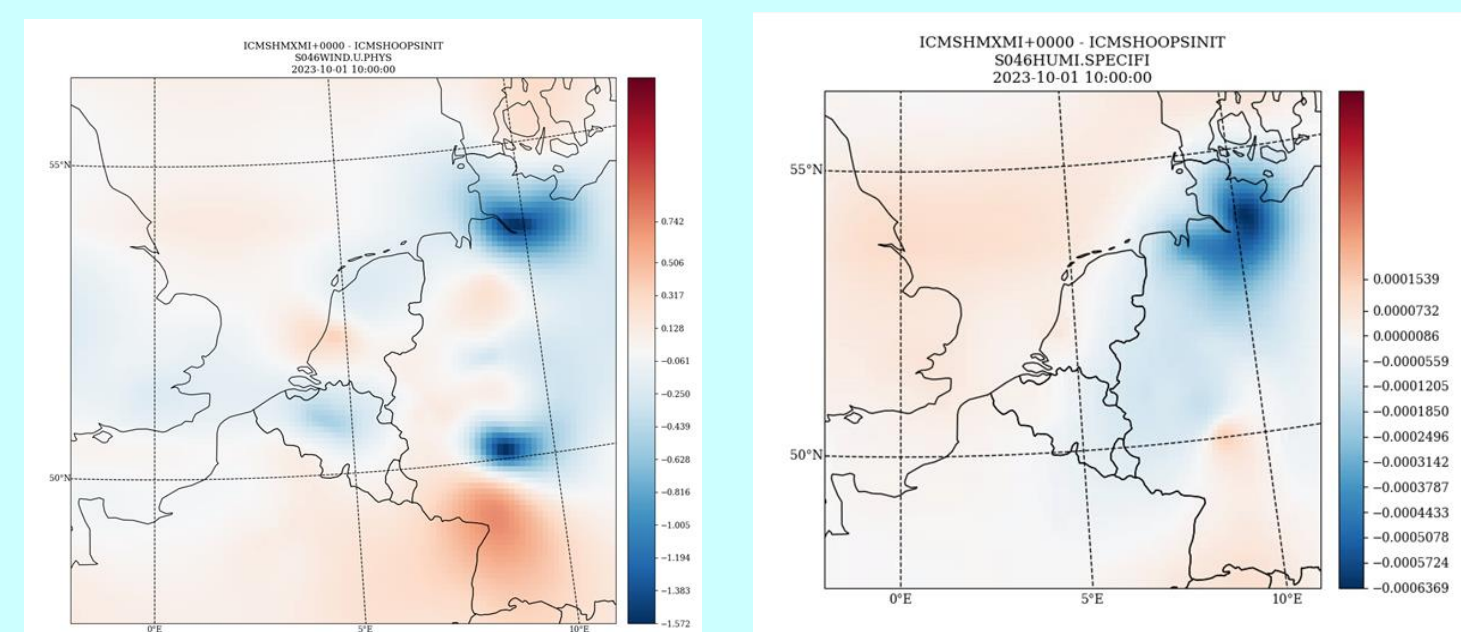 ICMSHMXMI+0000 - ICMSHOOPSINIT
S046WIND.U.PHYS
2023-10-01 10:00:00
55°N
50°N
0°E
5°E
10°E
0.742
0.506
0.317
0.128
−0.061
−0.250
−0.439
−0.628
−0.816
−1.005
−1.194
−1.383
−1.572
ICMSHMXMI+0000 - ICMSHOOPSINIT
S046HUMI.SPECIFI
2023-10-01 10:00:00
55°N
50°N
0°E
5°E
10°E
0.0001539
0.0000732
0.0000086
−0.0000559
−0.0001205
−0.0001850
−0.0002496
−0.0003142
−0.0003787
−0.0004433
−0.0005078
−0.0005724
−0.0006369